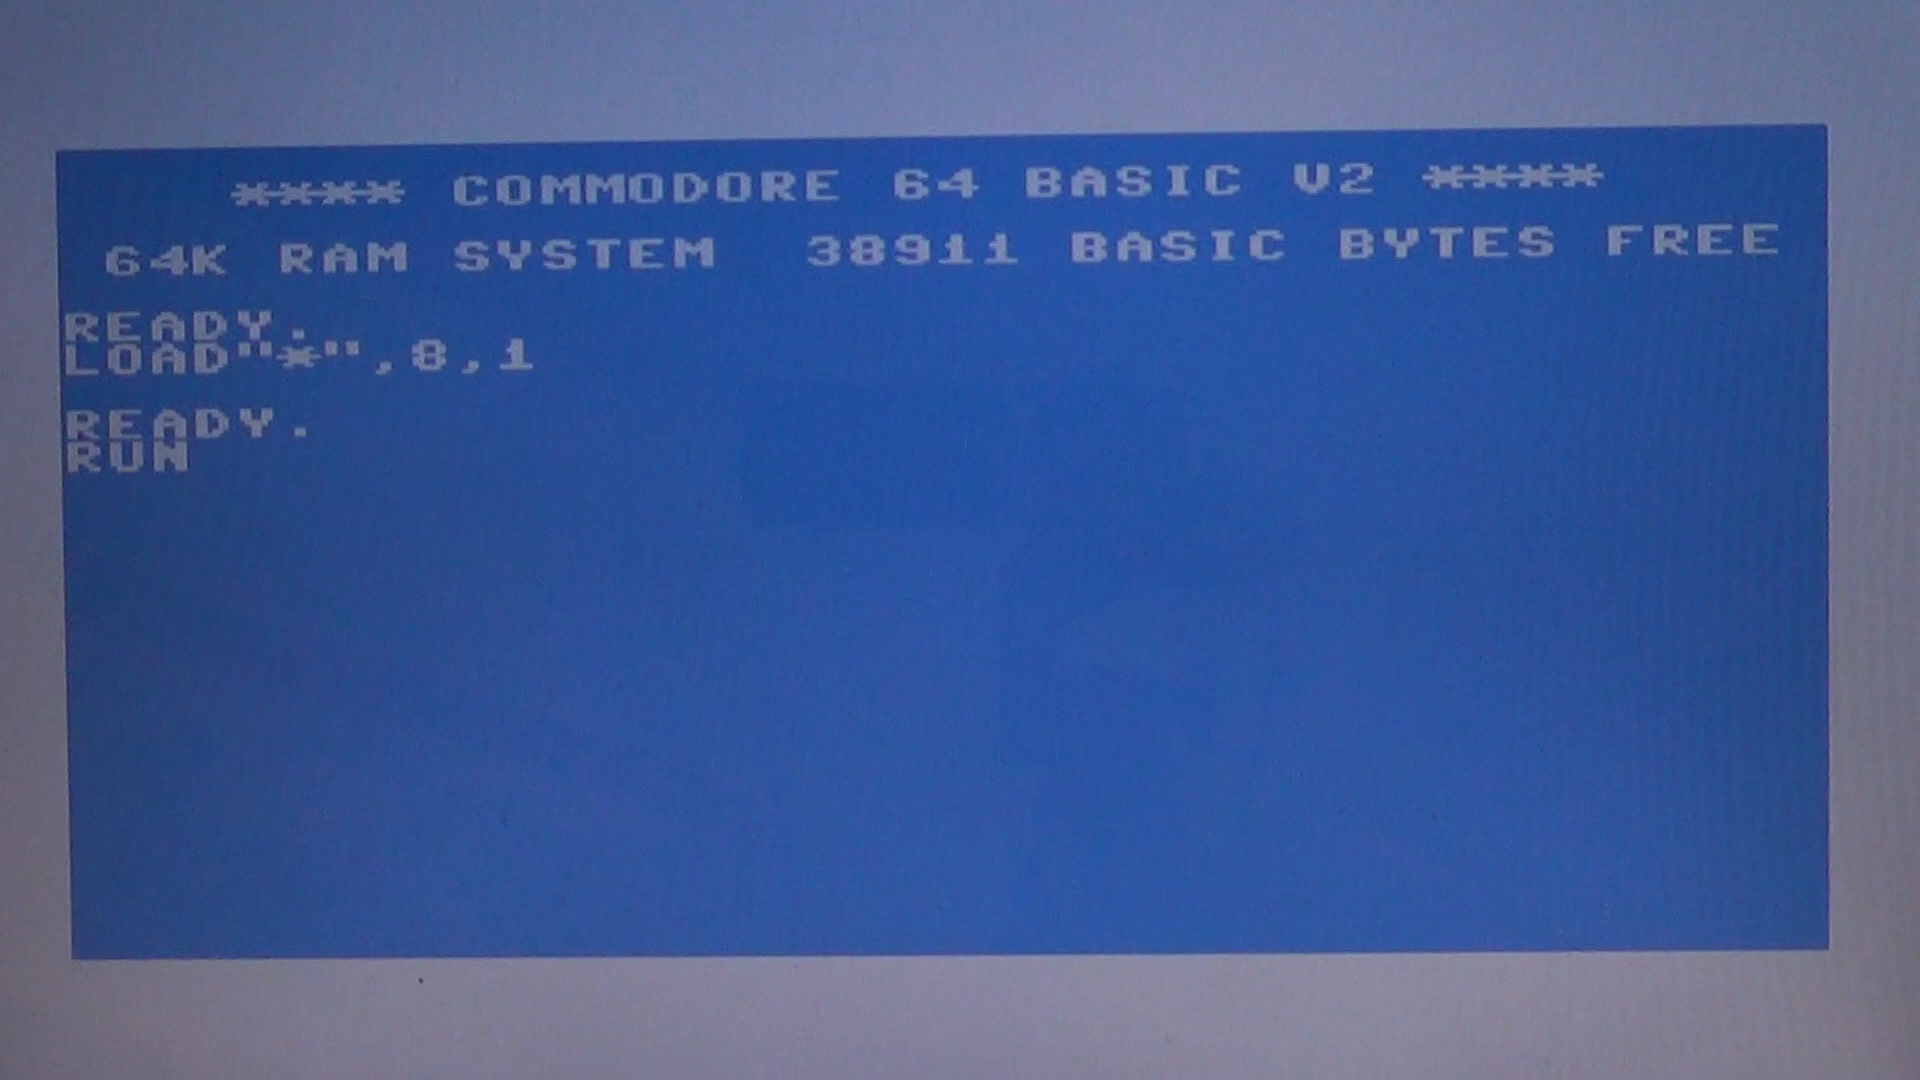 **** COMMODORE 64 BASIC V2 ****
64K RAM SYSTEM  38911 BASIC BYTES FREE
READY.
LOAD"*",8,1
READY.
RUN